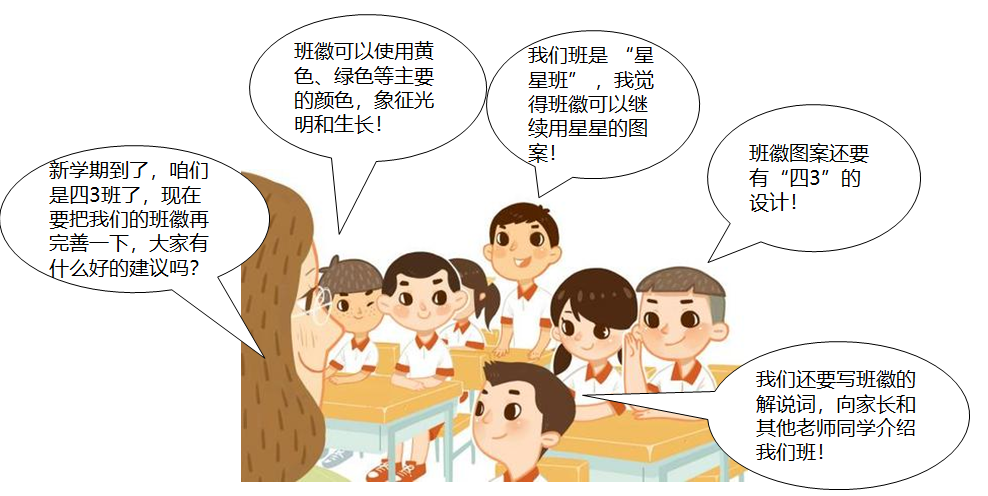 新学期到了，咱们
是四3班了，现在
要把我们的班徽再
完善一下，大家有
什么好的建议吗？
班徽可以使用黄
色、绿色等主要
的颜色，象征光
明和生长！
我们班是 “星
星班” ，我觉
得班徽可以继
续用星星的图
案！
班徽图案还要
有“四3”的
设计！
我们还要写班徽的
解说词，向家长和
其他老师同学介绍
我们班！